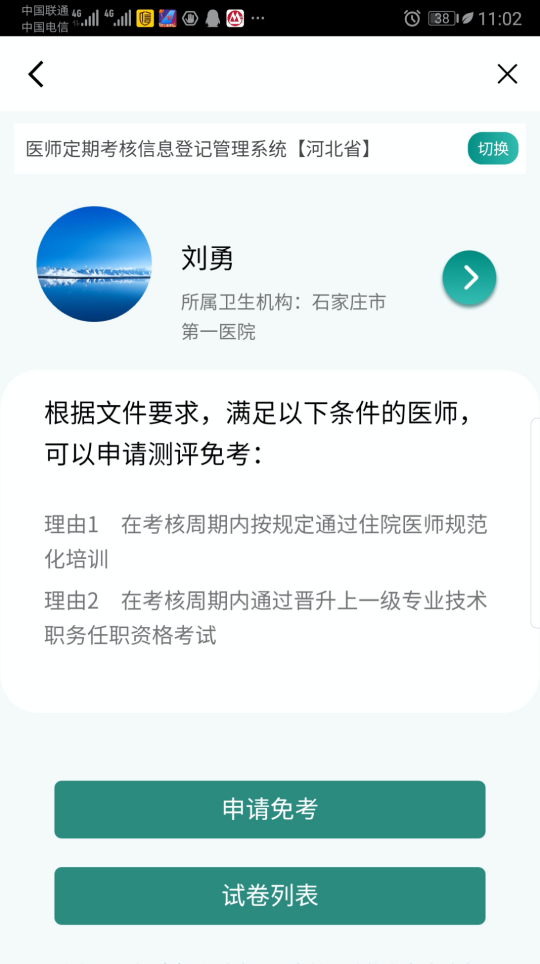 中国联通 4G 4G 38 11:02
中国电信
医师定期考核信息登记管理系统【河北省】 切换
刘勇
所属卫生机构：石家庄市
第一医院
根据文件要求，满足以下条件的医师，
可以申请测评免考：
理由1 在考核周期内按规定通过住院医师规范
化培训
理由2 在考核周期内通过晋升上一级专业技术
职务任职资格考试
申请免考
试卷列表